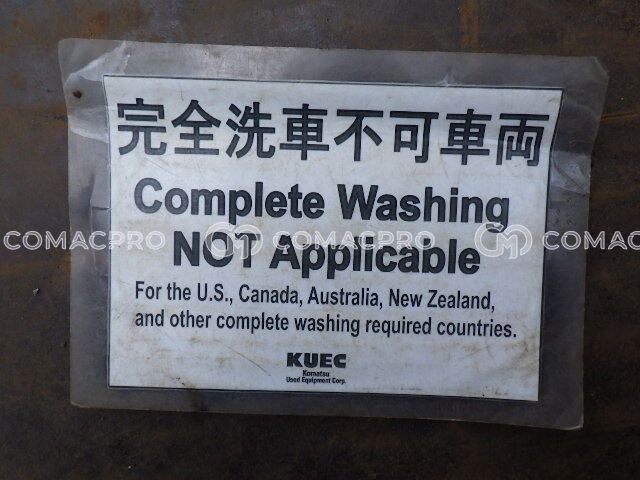 完全洗車不可車両
Complete Washing
NOT Applicable
COMACPRO COMACPRO COMACPRO
For the U.S., Canada, Australia, New Zealand,
and other complete washing required countries.
KUEC
Komatsu
Used Equipment Corp.